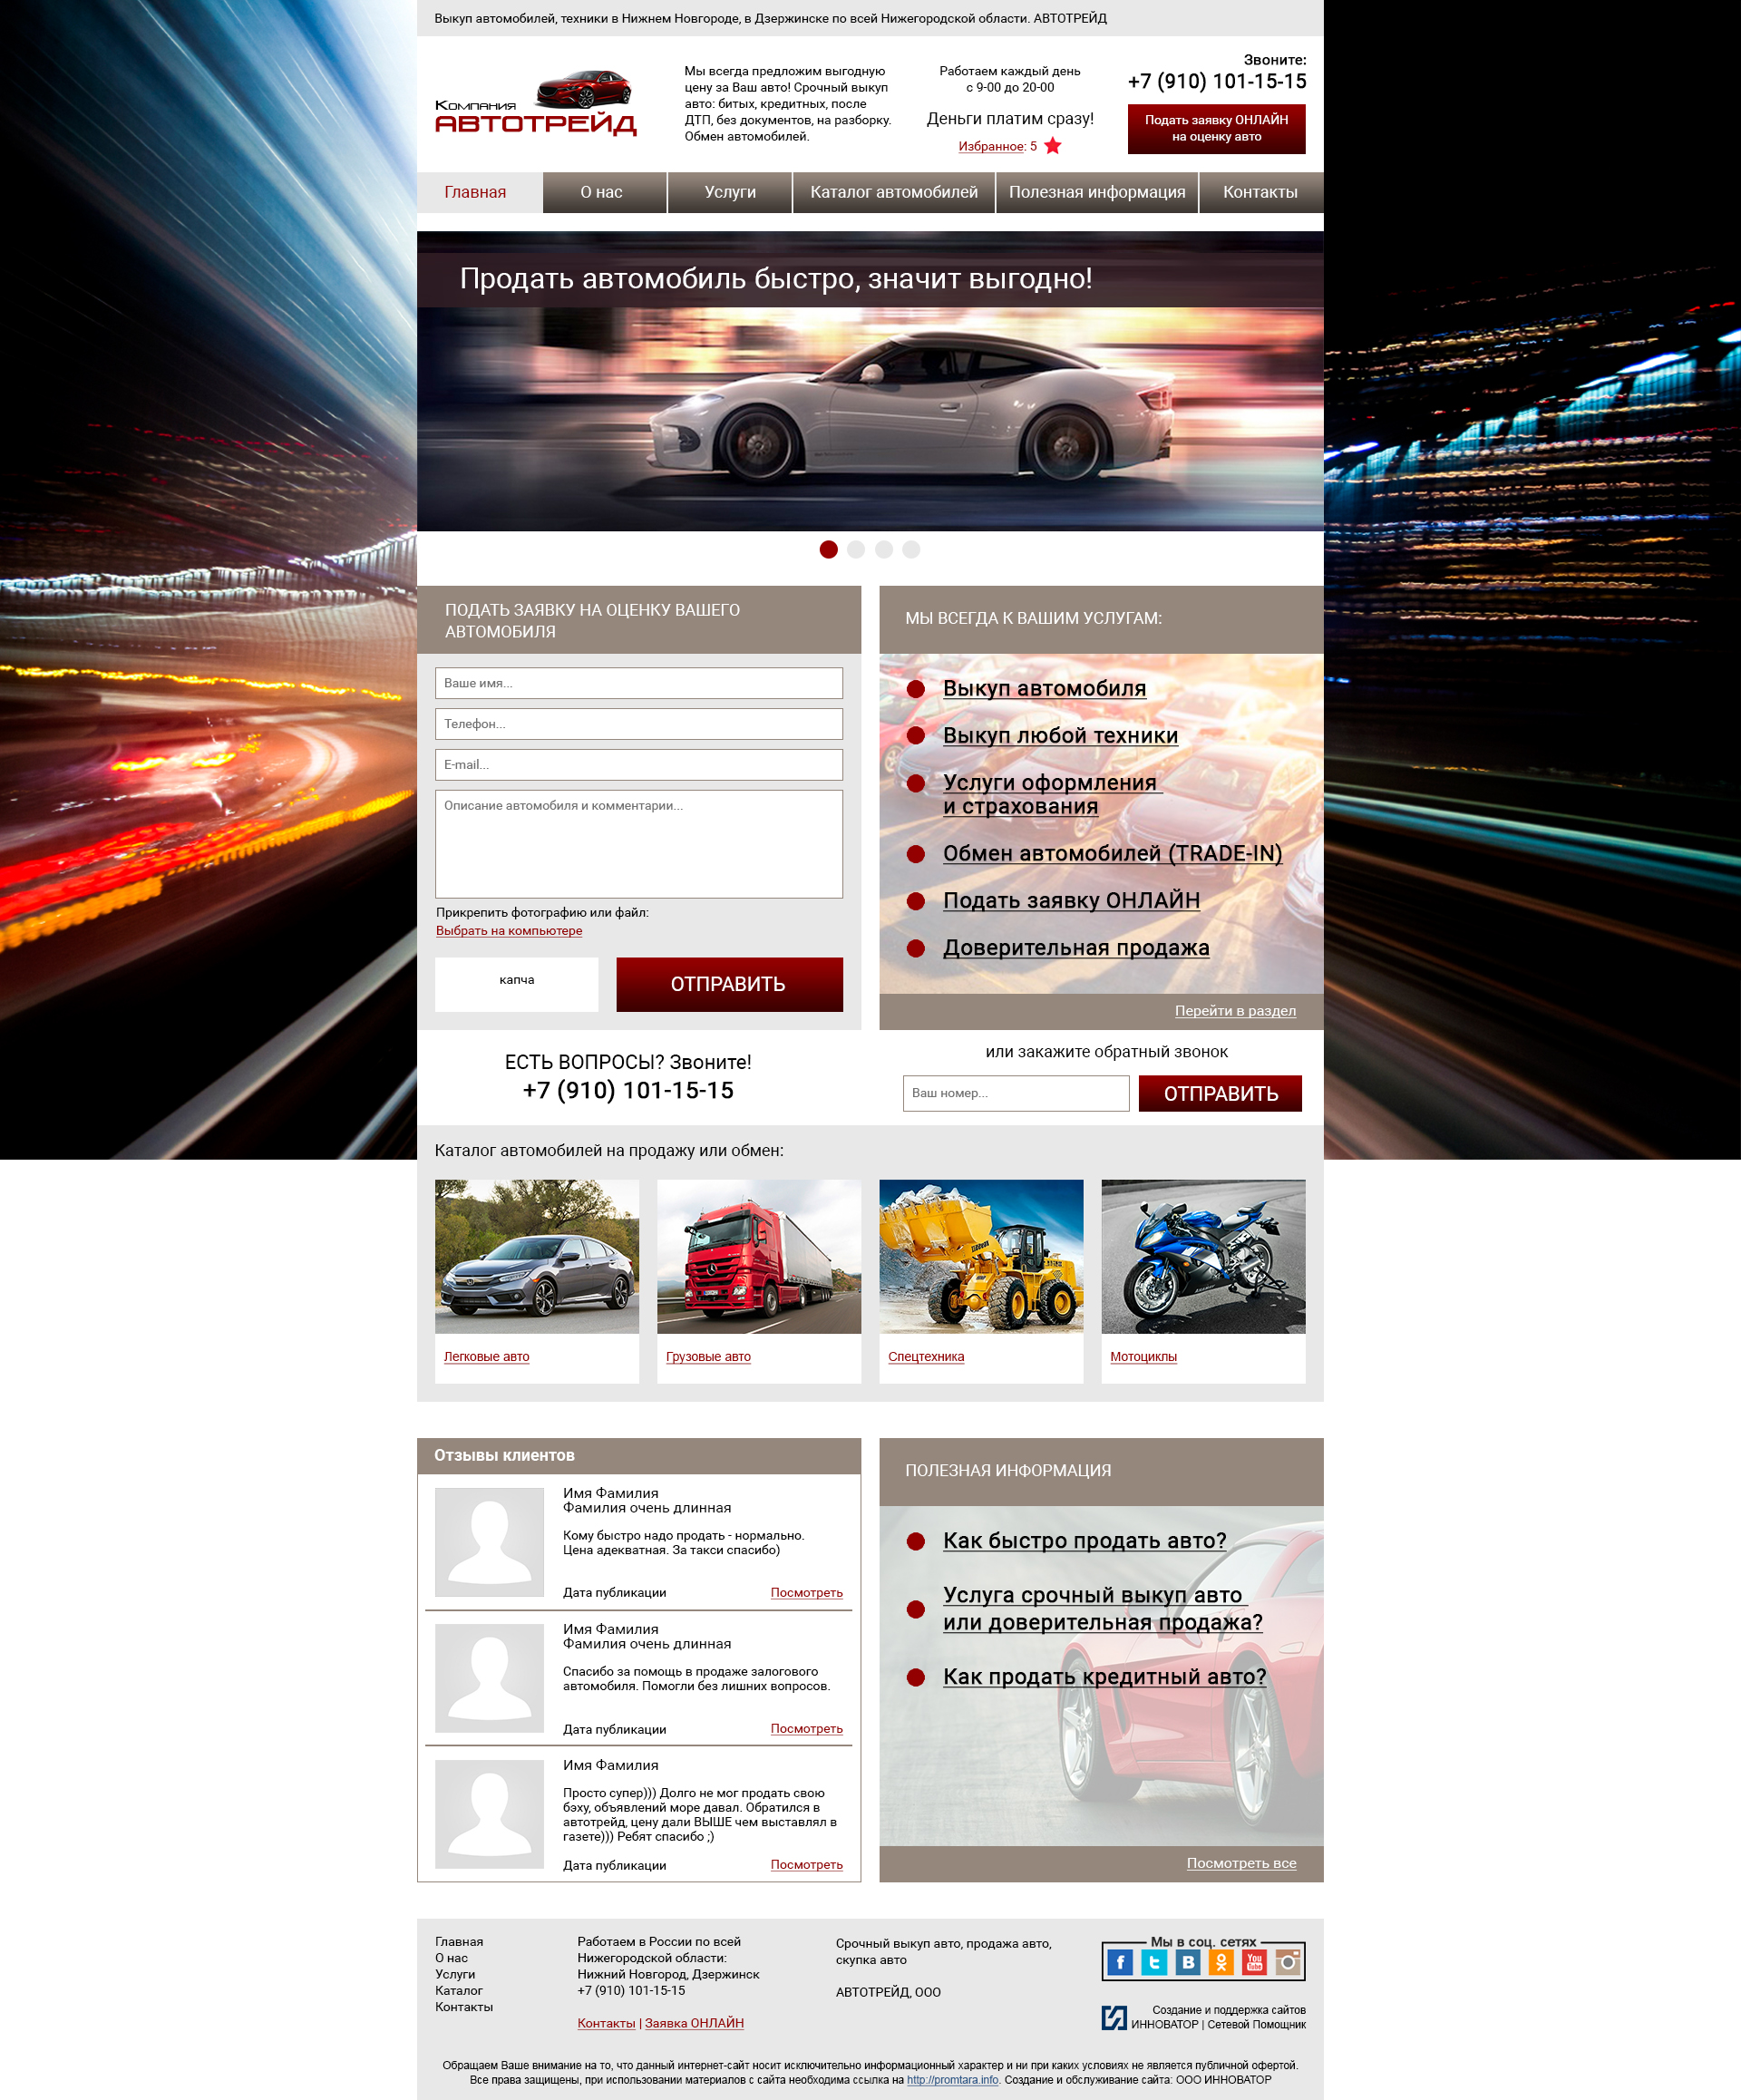 Выкуп автомобилей, техники в Нижнем Новгороде, в Дзержинске по всей Нижегородской области. АВТОТРЕЙД
Компания
АВТОТРЕЙД
Мы всегда предложим выгодную
цену за Ваш авто! Срочный выкуп
авто: битых, кредитных, после
ДТП, без документов, на разборку.
Обмен автомобилей.
Работаем каждый день
с 9-00 до 20-00
Деньги платим сразу!
Избранное: 5
Звоните:
+7 (910) 101-15-15
Подать заявку ОНЛАЙН
на оценку авто
Главная
О нас
Услуги
Каталог автомобилей
Полезная информация
Контакты
Продать автомобиль быстро, значит выгодно!
ПОДАТЬ ЗАЯВКУ НА ОЦЕНКУ ВАШЕГО
АВТОМОБИЛЯ
Ваше имя...
Телефон...
E-mail...
Описание автомобиля и комментарии...
Прикрепить фотографию или файл:
Выбрать на компьютере
капча
ОТПРАВИТЬ
МЫ ВСЕГДА К ВАШИМ УСЛУГАМ:
Выкуп автомобиля
Выкуп любой техники
Услуги оформления
и страхования
Обмен автомобилей (TRADE-IN)
Подать заявку ОНЛАЙН
Доверительная продажа
Перейти в раздел
ЕСТЬ ВОПРОСЫ? Звоните!
+7 (910) 101-15-15
или закажите обратный звонок
Ваш номер...
ОТПРАВИТЬ
Каталог автомобилей на продажу или обмен:
Легковые авто
Грузовые авто
Спецтехника
Мотоциклы
Отзывы клиентов
Имя Фамилия
Фамилия очень длинная
Кому быстро надо продать - нормально.
Цена адекватная. За такси спасибо)
Дата публикации
Посмотреть
Имя Фамилия
Фамилия очень длинная
Спасибо за помощь в продаже залогового
автомобиля. Помогли без лишних вопросов.
Дата публикации
Посмотреть
Имя Фамилия
Просто супер))) Долго не мог продать свою
бэху, объявлений море давал. Обратился в
автотрейд, цену дали ВЫШЕ чем выставлял в
газете))) Ребят спасибо ;)
Дата публикации
Посмотреть
ПОЛЕЗНАЯ ИНФОРМАЦИЯ
Как быстро продать авто?
Услуга срочный выкуп авто
или доверительная продажа?
Как продать кредитный авто?
Посмотреть все
Главная
О нас
Услуги
Каталог
Контакты
Работаем в России по всей
Нижегородской области:
Нижний Новгород, Дзержинск
+7 (910) 101-15-15
Контакты | Заявка ОНЛАЙН
Срочный выкуп авто, продажа авто,
скупка авто
АВТОТРЕЙД, ООО
Мы в соц. сетях
You
Tube
Создание и поддержка сайтов
ИННОВАТОР | Сетевой Помощник
Обращаем Ваше внимание на то, что данный интернет-сайт носит исключительно информационный характер и ни при каких условиях не является публичной офертой.
Все права защищены, при использовании материалов с сайта необходима ссылка на http://promtara.info. Создание и обслуживание сайта: ООО ИННОВАТОР